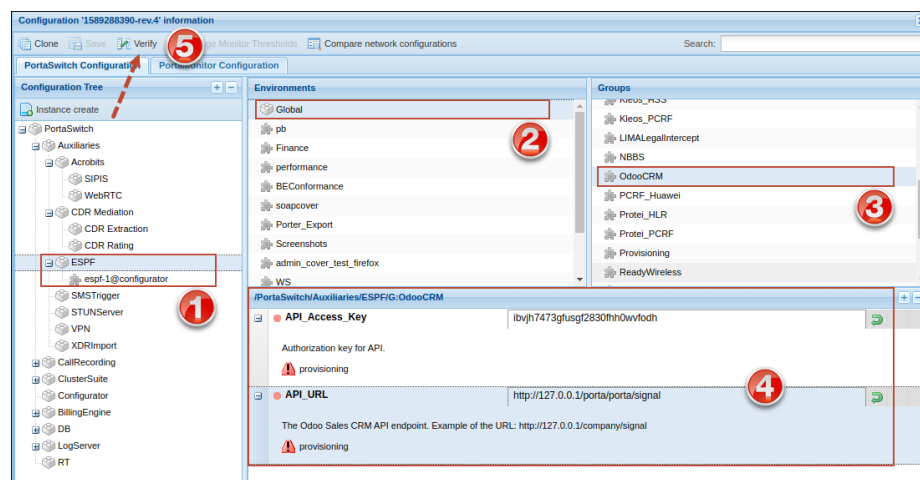 Configuration '1589288390-rev.4' information
Clone Save Verify Monitor Thresholds Compare network configurations Search:
PortaSwitch Configuration PortaMonitor Configuration
Configuration Tree
Instance create
PortaSwitch
Auxiliaries
Acrobits
SIPIS
WebRTC
CDR Mediation
CDR Extraction
CDR Rating
ESPF
espf-1@configurator
SMSTrigger
STUNServer
VPN
XDRImport
CallRecording
ClusterSuite
Configurator
BillingEngine
DB
LogServer
RT
Environments
Global
pb
Finance
performance
BEConformance
soapcover
Porter_Export
Screenshots
admin_cover_test_firefox
WS
Groups
Kleos_HSS
Kleos_PCRF
LIMALegalIntercept
NBBS
OdooCRM
PCRF_Huawei
Protei_HLR
Protei_PCRF
Provisioning
ReadyWireless
/PortaSwitch/Auxiliaries/ESPF/G:OdooCRM
API_Access_Key ibvjh7473gfusgf2830fhh0wvfodh
Authorization key for API.
provisioning
API_URL http://127.0.0.1/porta/porta/signal
The Odoo Sales CRM API endpoint. Example of the URL: http://127.0.0.1/company/signal
provisioning
1
2
3
4
5